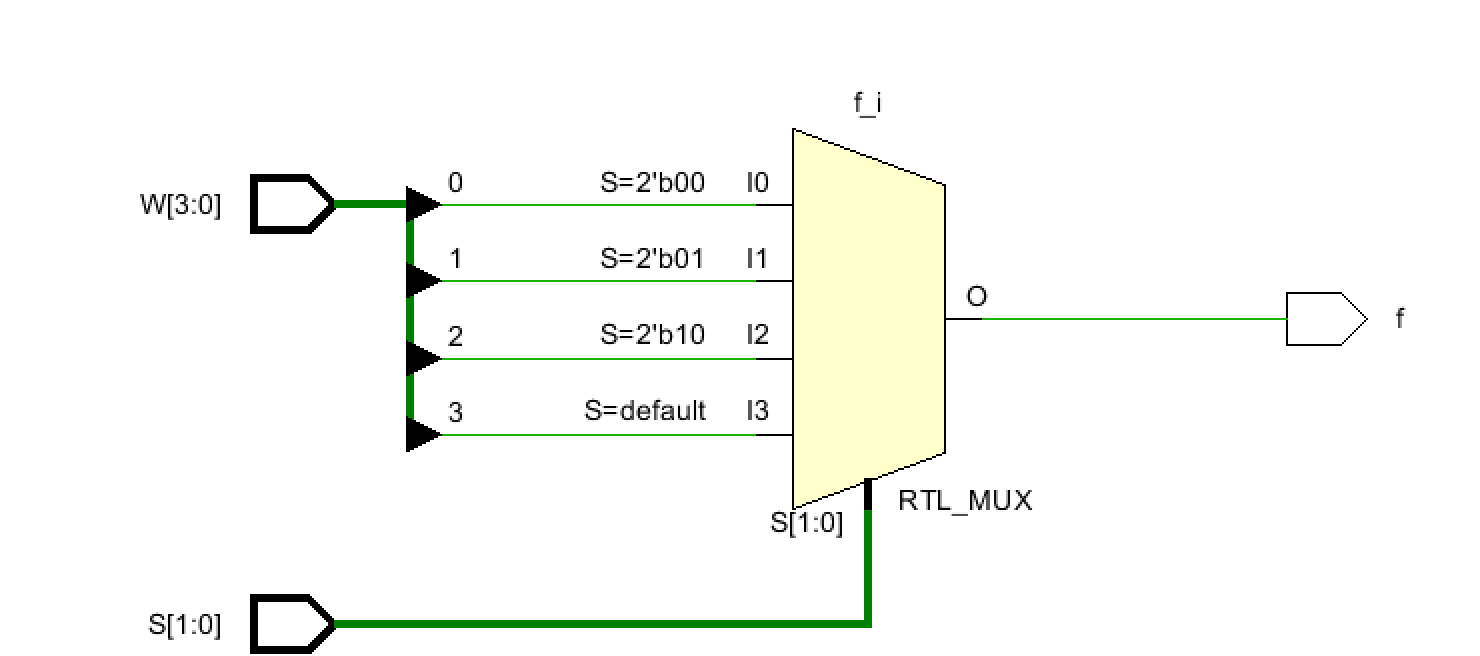 f_i
W[3:0]
0 S=2'b00 I0
1 S=2'b01 I1
2 S=2'b10 I2
3 S=default I3
O
f
S[1:0]
RTL_MUX
S[1:0]